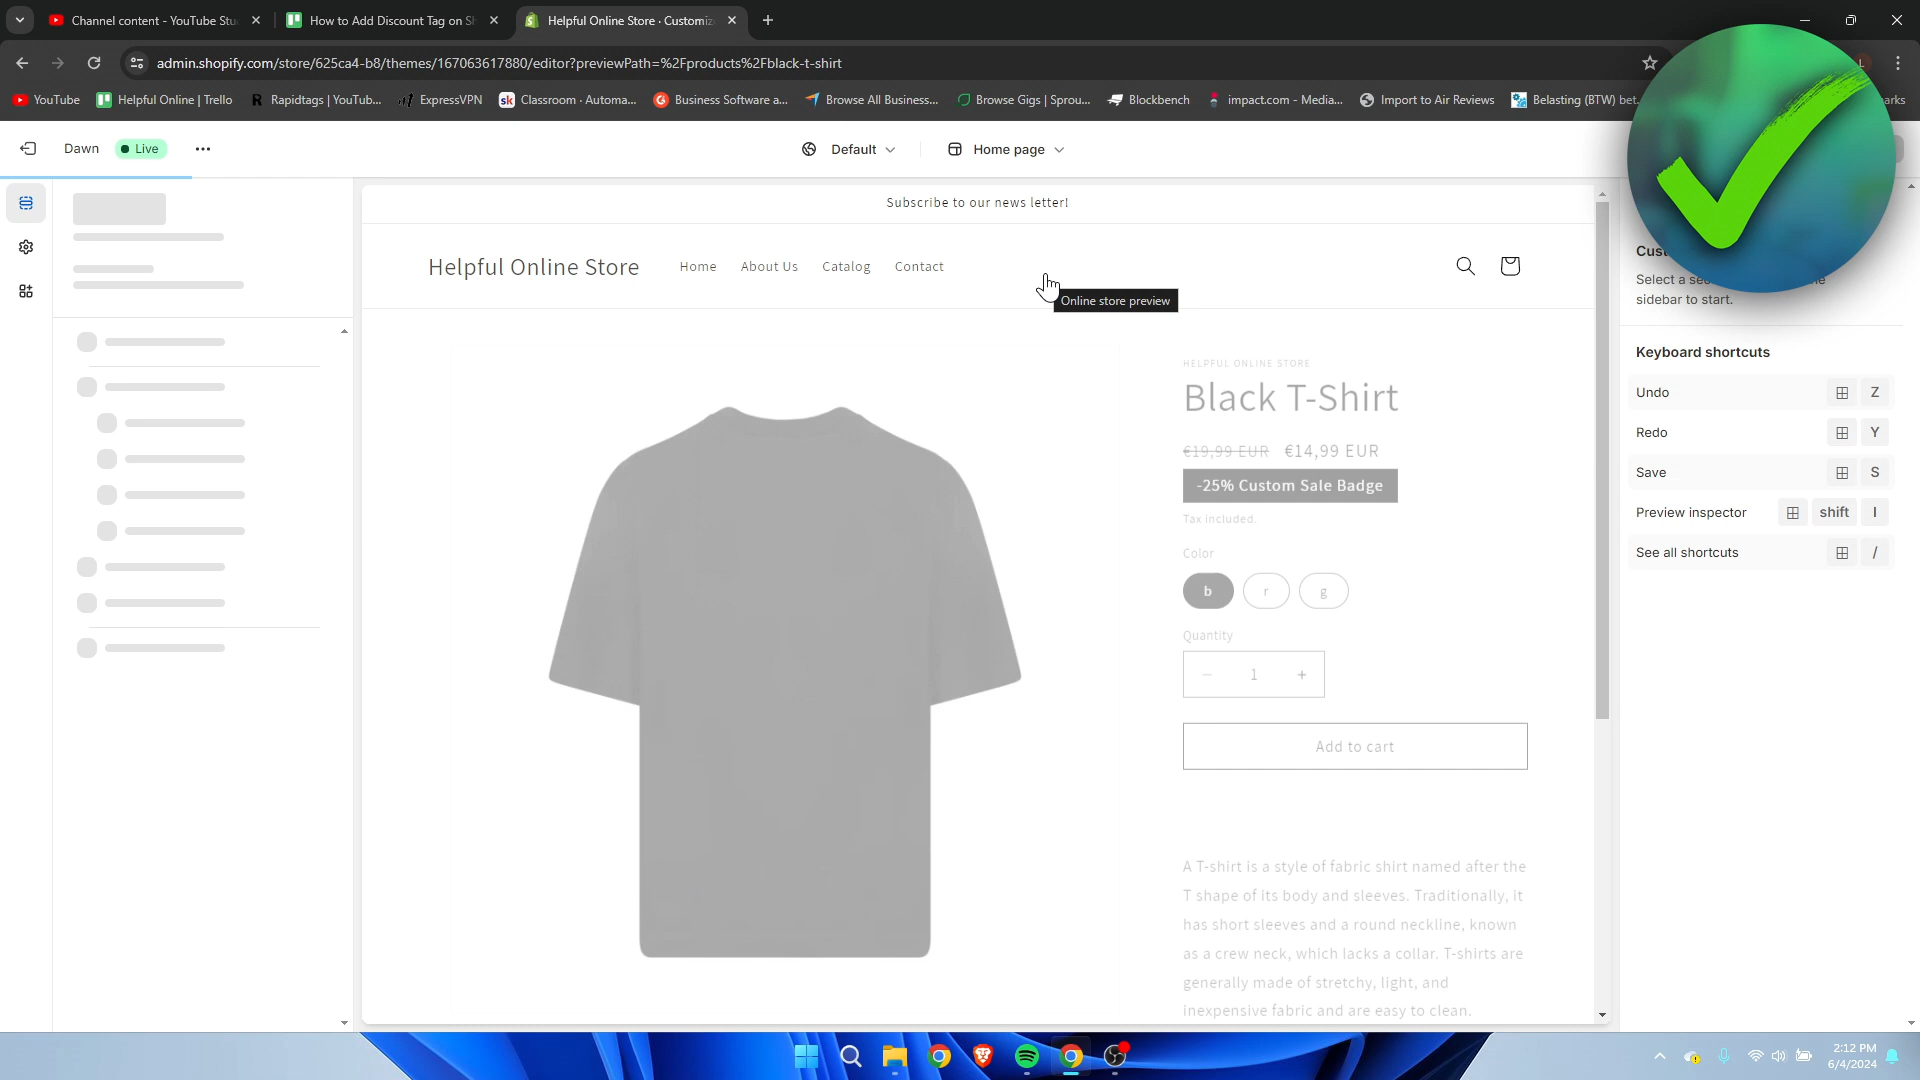 Channel content - YouTube Stu
How to Add Discount Tag on S
Helpful Online Store · Customiz
admin.shopify.com/store/625ca4-b8/themes/167063617880/editor?previewPath=%2Fproducts%2Fblack-t-shirt
YouTube
Helpful Online | Trello
Rapidtags | YouTub...
ExpressVPN
Classroom - Automa...
Business Software a...
Browse All Business...
Browse Gigs | Sprou...
Blockbench
impact.com - Media...
Import to Air Reviews
Belasting (BTW) bet.
arks
Dawn
Live
Default
Home page
Subscribe to our news letter!
Helpful Online Store
Home
About Us
Catalog
Contact
Online store preview
HELPFUL ONLINE STORE
Black T-Shirt
€19,99 EUR €14,99 EUR
-25% Custom Sale Badge
Tax included.
Color
b
r
g
Quantity
1
Add to cart
A T-shirt is a style of fabric shirt named after the
T shape of its body and sleeves. Traditionally, it
has short sleeves and a round neckline, known
as a crew neck, which lacks a collar. T-shirts are
generally made of stretchy, light, and
inexpensive fabric and are easy to clean.
Select a
sidebar to start.
Keyboard shortcuts
Undo
Z
Redo
Y
Save
S
Preview inspector
shift
I
See all shortcuts
/
2:12 PM
6/4/2024